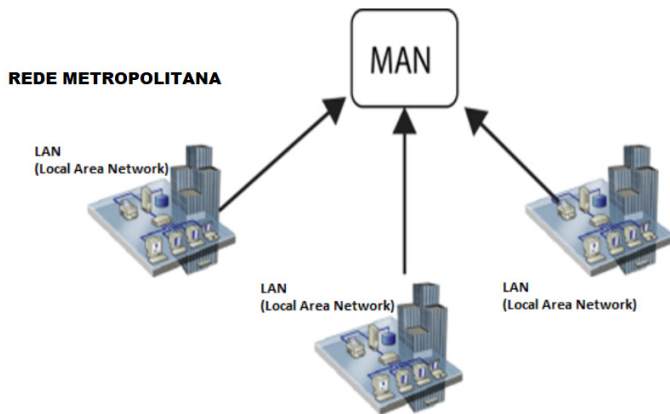 MAN
REDE METROPOLITANA
LAN
(Local Area Network)
LAN
(Local Area Network)
LAN
(Local Area Network)